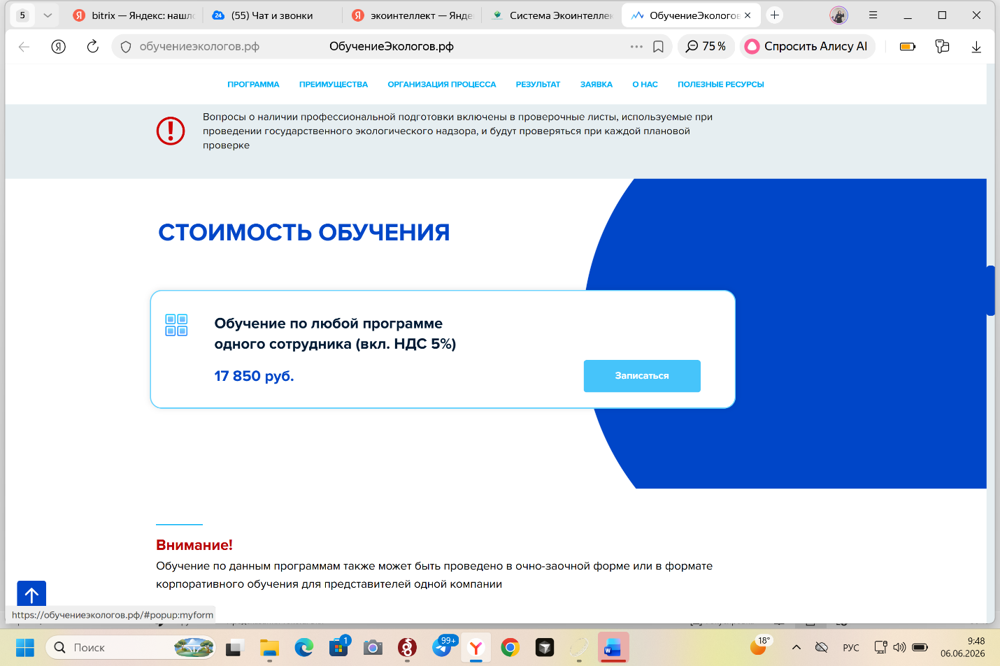 5
bitrix — Яндекс: нашло
24
(55) Чат и звонки
экоинтеллект — Янде
Система Экоинтеллек
ОбучениеЭкологов
обучениеэкологов.рф
ОбучениеЭкологов.рф
75 %
Спросить Алису AI
ПРОГРАММА
ПРЕИМУЩЕСТВА
ОРГАНИЗАЦИЯ ПРОЦЕССА
РЕЗУЛЬТАТ
ЗАЯВКА
О НАС
ПОЛЕЗНЫЕ РЕСУРСЫ
Вопросы о наличии профессиональной подготовки включены в проверочные листы, используемые при
проведении государственного экологического надзора, и будут проверяться при каждой плановой
проверке
СТОИМОСТЬ ОБУЧЕНИЯ
Обучение по любой программе
одного сотрудника (вкл. НДС 5%)
17 850 руб.
Записаться
Внимание!
Обучение по данным программам также может быть проведено в очно-заочной форме или в формате
корпоративного обучения для представителей одной компании
https://обучениеэкологов.рф/#popup:myform
Поиск
1
99+
18°
РУС
9:48
06.06.2026